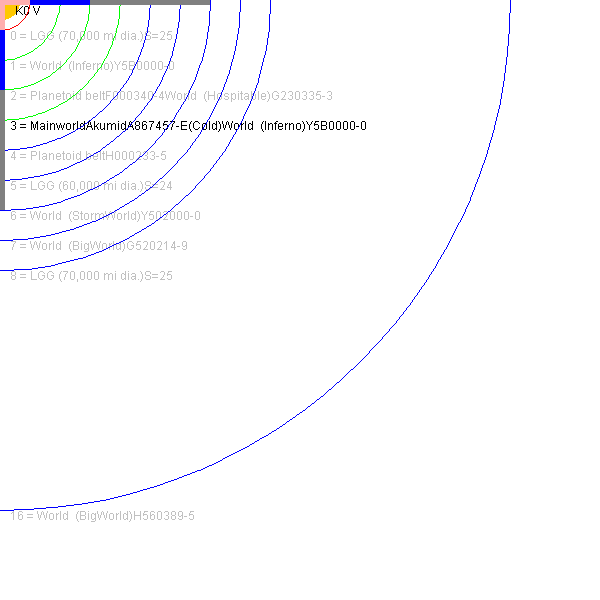 K0 V
0 = LGG (70,000 mi dia.)S=25
1 = World  (Inferno)Y5B0000-0
2 = Planetoid beltF000340-4World  (Hospitable)G230335-3
3 = MainworldAkumidA867457-E(Cold)World  (Inferno)Y5B0000-0
4 = Planetoid beltH000233-5
5 = LGG (60,000 mi dia.)S=24
6 = World  (StormWorld)Y502000-0
7 = World  (BigWorld)G520214-9
8 = LGG (70,000 mi dia.)S=25
16 = World  (BigWorld)H560389-5